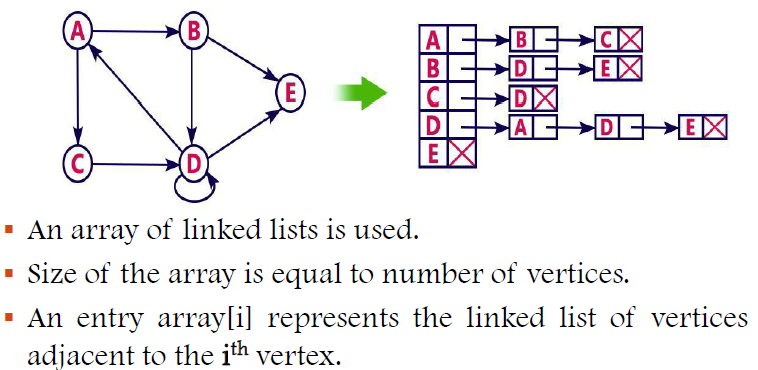 A B
E
C D
A B C
B D E
C D
D A D E
E
▪ An array of linked lists is used.
▪ Size of the array is equal to number of vertices.
▪ An entry array[i] represents the linked list of vertices
adjacent to the ith vertex.